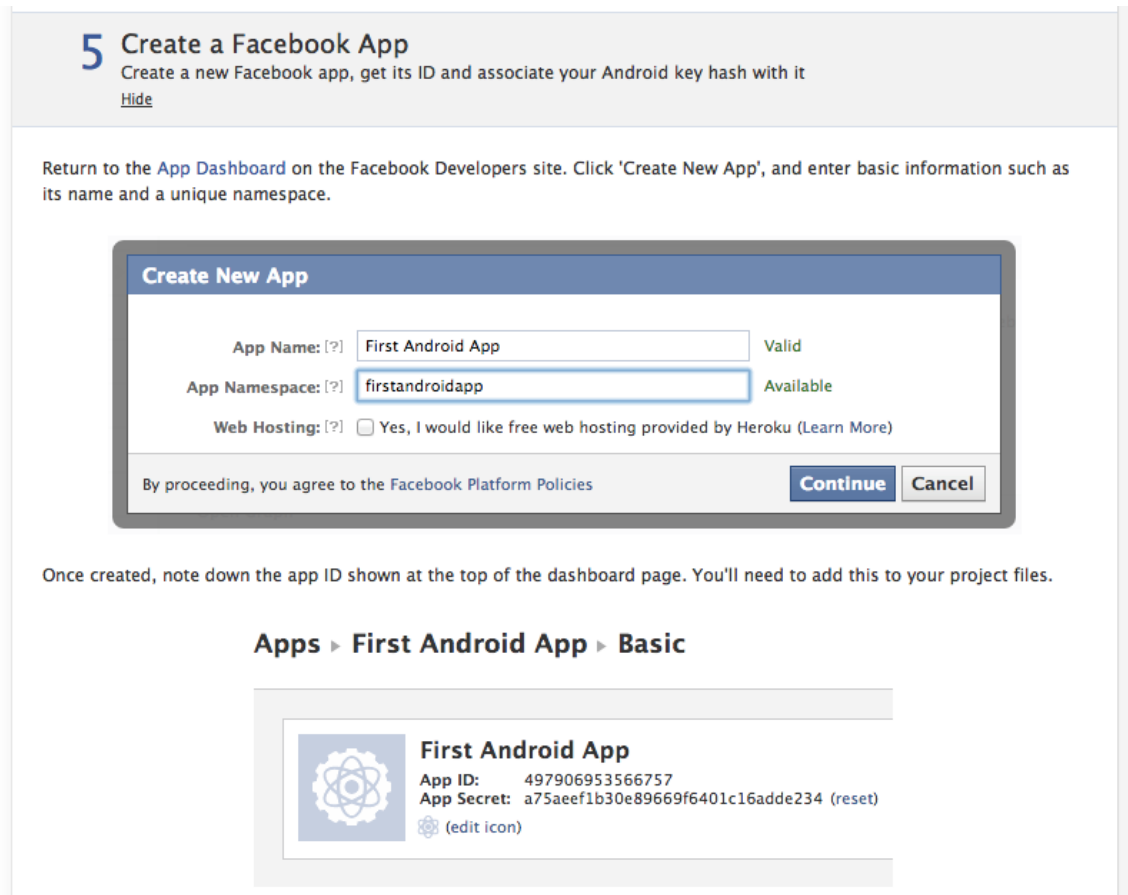 5 Create a Facebook App
Create a new Facebook app, get its ID and associate your Android key hash with it
Hide
Return to the App Dashboard on the Facebook Developers site. Click 'Create New App', and enter basic information such as
its name and a unique namespace.
Create New App
App Name: [?] First Android App Valid
App Namespace: [?] firstandroidapp Available
Web Hosting: [?] Yes, I would like free web hosting provided by Heroku (Learn More)
By proceeding, you agree to the Facebook Platform Policies Continue Cancel
Once created, note down the app ID shown at the top of the dashboard page. You'll need to add this to your project files.
Apps ▸ First Android App ▸ Basic
First Android App
App ID: 497906953566757
App Secret: a75aeef1b30e89669f6401c16adde234 (reset)
(edit icon)